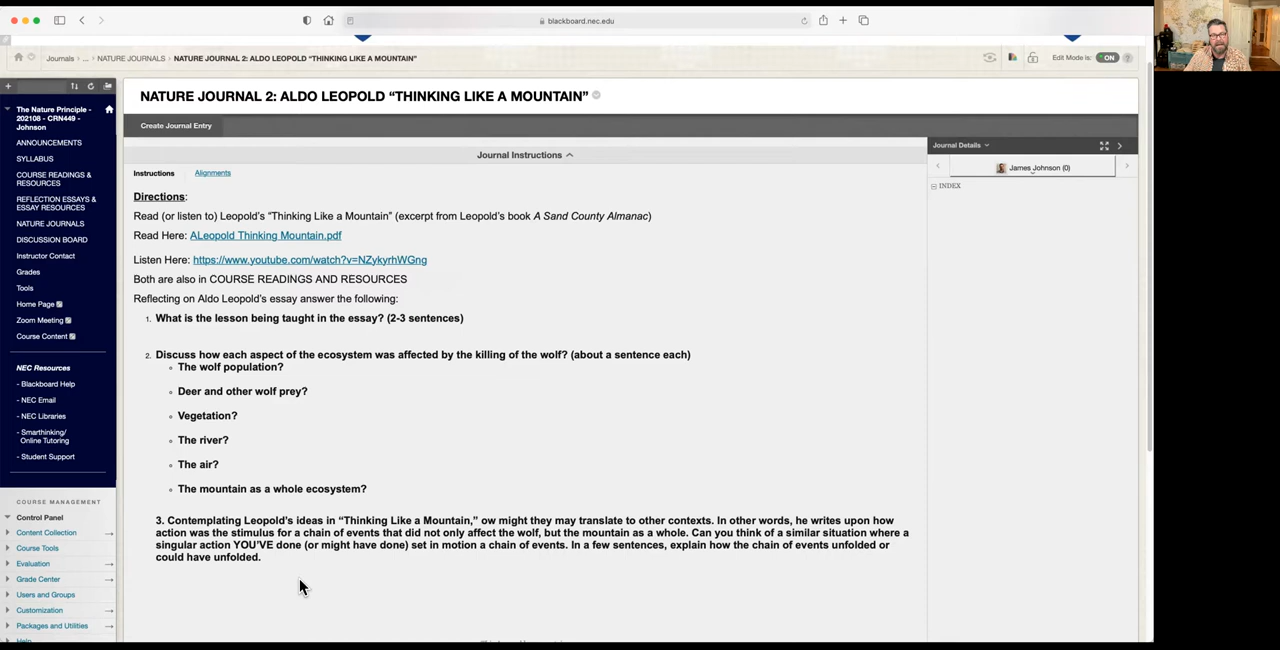 blackboard.nec.edu
Journals > ... > NATURE JOURNALS > NATURE JOURNAL 2: ALDO LEOPOLD “THINKING LIKE A MOUNTAIN”
Edit Mode is: ON ?
The Nature Principle -
202108 - CRN449 -
Johnson
ANNOUNCEMENTS
SYLLABUS
COURSE READINGS &
RESOURCES
REFLECTION ESSAYS &
ESSAY RESOURCES
NATURE JOURNALS
DISCUSSION BOARD
Instructor Contact
Grades
Tools
Home Page
Zoom Meeting
Course Content
NEC Resources
- Blackboard Help
- NEC Email
- NEC Libraries
- Smarthinking/
Online Tutoring
- Student Support
COURSE MANAGEMENT
Control Panel
Content Collection
Course Tools
Evaluation
Grade Center
Users and Groups
Customization
Packages and Utilities
Help
NATURE JOURNAL 2: ALDO LEOPOLD “THINKING LIKE A MOUNTAIN”
Create Journal Entry
Journal Instructions
Instructions Alignments
Directions:
Read (or listen to) Leopold’s “Thinking Like a Mountain” (excerpt from Leopold’s book A Sand County Almanac)
Read Here: ALeopold Thinking Mountain.pdf
Listen Here: https://www.youtube.com/watch?v=NZykyrhWGng
Both are also in COURSE READINGS AND RESOURCES
Reflecting on Aldo Leopold’s essay answer the following:
1. What is the lesson being taught in the essay? (2-3 sentences)
2. Discuss how each aspect of the ecosystem was affected by the killing of the wolf? (about a sentence each)
The wolf population?
Deer and other wolf prey?
Vegetation?
The river?
The air?
The mountain as a whole ecosystem?
3. Contemplating Leopold’s ideas in “Thinking Like a Mountain,” ow might they may translate to other contexts. In other words, he writes upon how
action was the stimulus for a chain of events that did not only affect the wolf, but the mountain as a whole. Can you think of a similar situation where a
singular action YOU’VE done (or might have done) set in motion a chain of events. In a few sentences, explain how the chain of events unfolded or
could have unfolded.
Journal Details
James Johnson (0)
INDEX